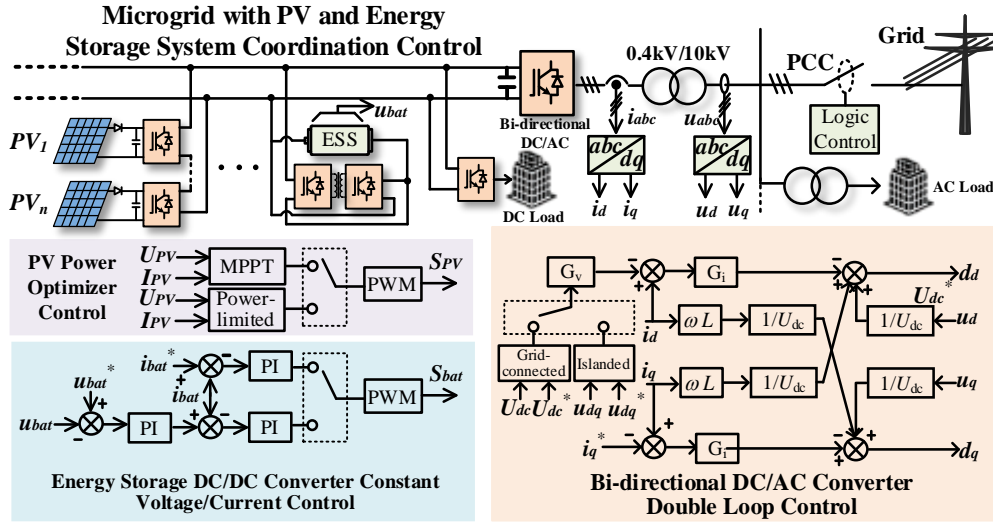 Microgrid with PV and Energy
Storage System Coordination Control
0.4kV/10kV
PCC
Grid
u_bat
ESS
PV_1
PV_n
Bi-directional
DC/AC
DC Load
i_abc
u_abc
abc
dq
abc
dq
i_d
i_q
u_d
u_q
Logic
Control
AC Load
PV Power
Optimizer
Control
U_PV
I_PV
U_PV
I_PV
MPPT
Power-
limited
PWM
S_PV
i_bat*
u_bat*
i_bat
u_bat
-
+
+
-
-
+
+
-
PI
PI
PI
PWM
S_bat
Energy Storage DC/DC Converter Constant
Voltage/Current Control
G_v
-
+
G_i
-
+
d_d
U_dc*
i_d
ω L
1/U_dc
1/U_dc
u_d
Grid-
connected
Islanded
U_dc
U_dc*
u_dq
u_dq*
i_q
ω L
1/U_dc
1/U_dc
u_q
i_q*
-
+
G_i
+
+
d_q
Bi-directional DC/AC Converter
Double Loop Control